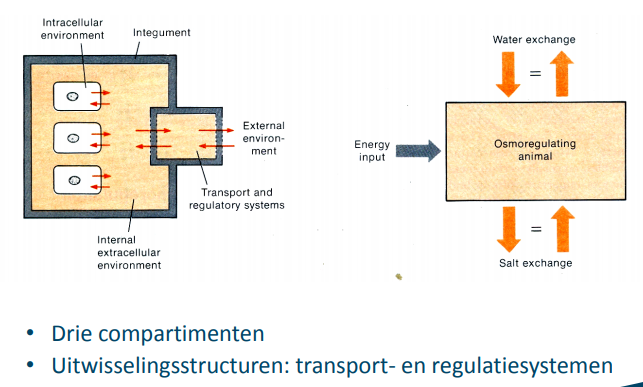 Intracellular
environment
Integument
External
environ-
ment
Transport and
regulatory systems
Internal
extracellular
environment
Water exchange
=
Energy
input
Osmoregulating
animal
=
Salt exchange
• Drie compartimenten
• Uitwisselingsstructuren: transport- en regulatiesystemen